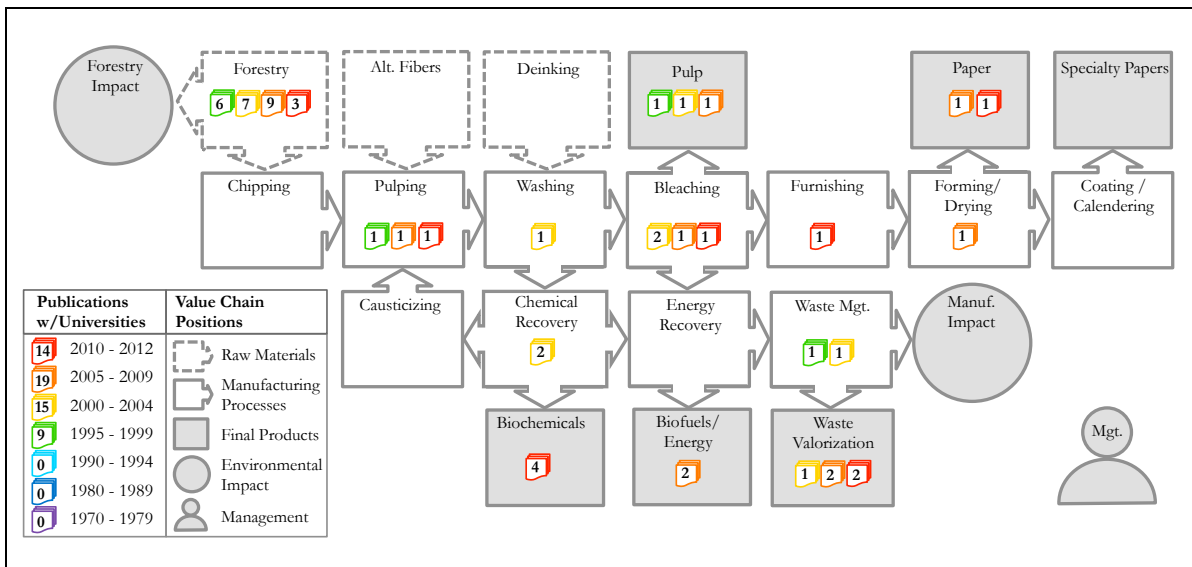 Forestry
Impact
Forestry
6 7 9 3
Alt. Fibers
Deinking
Pulp
1 1 1
Paper
1 1
Specialty Papers
Chipping
Pulping
1 1 1
Washing
1
Bleaching
2 1 1
Furnishing
1
Forming/
Drying
1
Coating /
Calendering
Causticizing
Chemical
Recovery
2
Energy
Recovery
Waste Mgt.
1 1
Manuf.
Impact
Biochemicals
4
Biofuels/
Energy
2
Waste
Valorization
1 2 2
Mgt.
Publications
w/Universities
14 2010 - 2012
19 2005 - 2009
15 2000 - 2004
9 1995 - 1999
0 1990 - 1994
0 1980 - 1989
0 1970 - 1979
Value Chain
Positions
Raw Materials
Manufacturing
Processes
Final Products
Environmental
Impact
Management